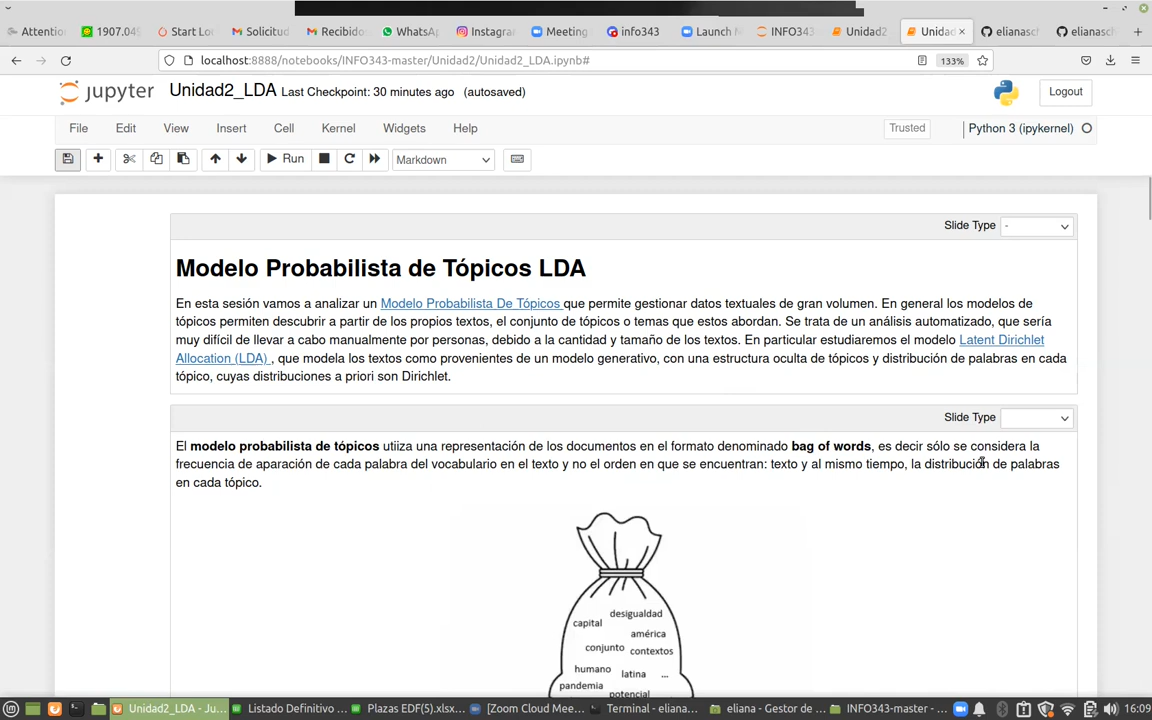 Attentio
1907.045
Start Lo
Solicitud
Recibido
WhatsA
Instagra
Meeting
info343
Launch M
INFO343
Unidad2
Unidad
elianasc
elianasc
localhost:8888/notebooks/INFO343-master/Unidad2/Unidad2_LDA.ipynb#
133%
jupyter Unidad2_LDA Last Checkpoint: 30 minutes ago (autosaved)
Logout
File Edit View Insert Cell Kernel Widgets Help
Trusted
Python 3 (ipykernel)
Run
Markdown
Slide Type -
Modelo Probabilista de Tópicos LDA
En esta sesión vamos a analizar un Modelo Probabilista De Tópicos que permite gestionar datos textuales de gran volumen. En general los modelos de
tópicos permiten descubrir a partir de los propios textos, el conjunto de tópicos o temas que estos abordan. Se trata de un análisis automatizado, que sería
muy difícil de llevar a cabo manualmente por personas, debido a la cantidad y tamaño de los textos. En particular estudiaremos el modelo Latent Dirichlet
Allocation (LDA) , que modela los textos como provenientes de un modelo generativo, con una estructura oculta de tópicos y distribución de palabras en cada
tópico, cuyas distribuciones a priori son Dirichlet.
Slide Type
El modelo probabilista de tópicos utiiza una representación de los documentos en el formato denominado bag of words, es decir sólo se considera la
frecuencia de aparación de cada palabra del vocabulario en el texto y no el orden en que se encuentran: texto y al mismo tiempo, la distribución de palabras
en cada tópico.
desigualdad
capital
américa
conjunto
contextos
humano
latina
...
pandemia
potencial
Unidad2_LDA - Ju...
Listado Definitivo ...
Plazas EDF(5).xlsx...
[Zoom Cloud Mee...
Terminal - eliana...
eliana - Gestor de ...
INFO343-master - ...
16:09